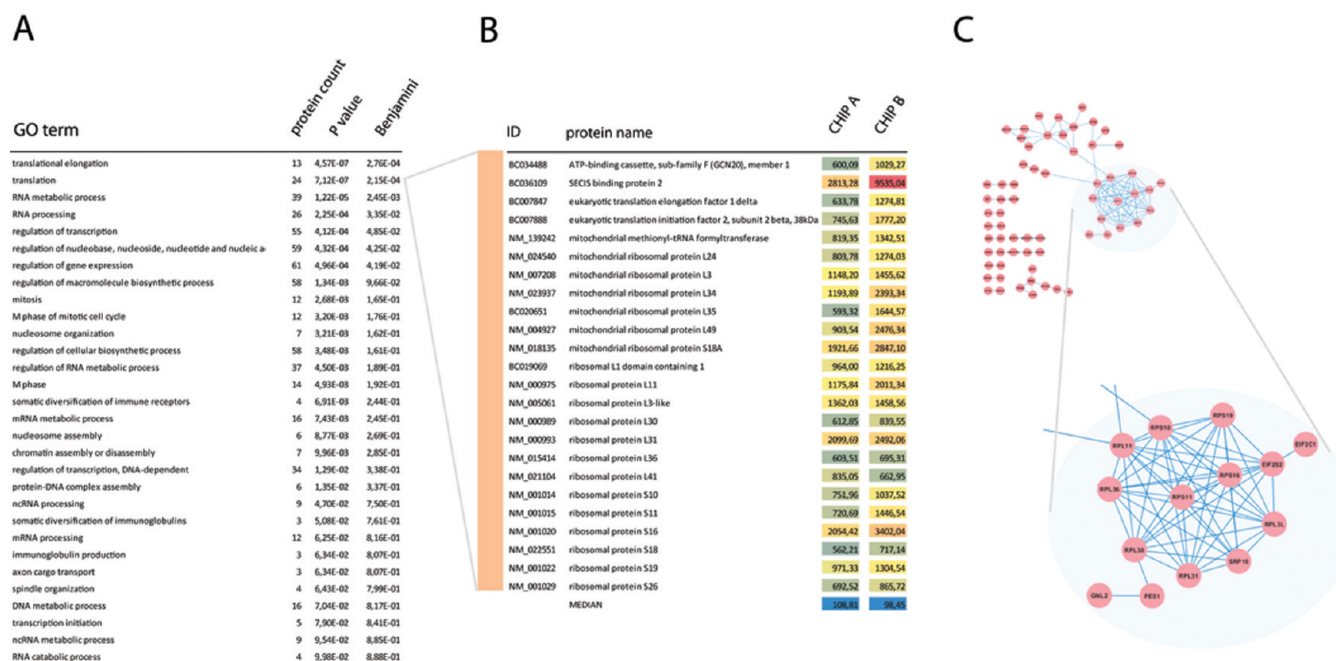 A
B
C
GO term protein count P value Benjamini
translational elongation 13 4,57E-07 2,76E-04
translation 24 7,12E-07 2,15E-04
RNA metabolic process 39 1,22E-05 2,45E-03
RNA processing 26 2,25E-04 3,35E-02
regulation of transcription 55 4,12E-04 4,85E-02
regulation of nucleobase, nucleoside, nucleotide and nucleic a 59 4,32E-04 4,25E-02
regulation of gene expression 61 4,96E-04 4,19E-02
regulation of macromolecule biosynthetic process 58 1,34E-03 9,66E-02
mitosis 12 2,68E-03 1,65E-01
M phase of mitotic cell cycle 12 3,20E-03 1,76E-01
nucleosome organization 7 3,21E-03 1,62E-01
regulation of cellular biosynthetic process 58 3,48E-03 1,61E-01
regulation of RNA metabolic process 37 4,50E-03 1,89E-01
M phase 14 4,93E-03 1,92E-01
somatic diversification of immune receptors 4 6,91E-03 2,44E-01
mRNA metabolic process 16 7,43E-03 2,45E-01
nucleosome assembly 6 8,77E-03 2,69E-01
chromatin assembly or disassembly 7 9,96E-03 2,85E-01
regulation of transcription, DNA-dependent 34 1,29E-02 3,38E-01
protein-DNA complex assembly 6 1,35E-02 3,37E-01
ncRNA processing 9 4,70E-02 7,50E-01
somatic diversification of immunoglobulins 3 5,08E-02 7,61E-01
mRNA processing 12 6,25E-02 8,16E-01
immunoglobulin production 3 6,34E-02 8,07E-01
axon cargo transport 3 6,34E-02 8,07E-01
spindle organization 4 6,43E-02 7,99E-01
DNA metabolic process 16 7,04E-02 8,17E-01
transcription initiation 5 7,90E-02 8,41E-01
ncRNA metabolic process 9 9,54E-02 8,85E-01
RNA catabolic process 4 9,98E-02 8,88E-01
ID protein name CHIP A CHIP B
BC034488 ATP-binding cassette, sub-family F (GCN20), member 1 600,09 1029,27
BC036109 SECIS binding protein 2 2813,28 9535,04
BC007847 eukaryotic translation elongation factor 1 delta 633,78 1274,81
BC007888 eukaryotic translation initiation factor 2, subunit 2 beta, 38kDa 745,63 1777,20
NM_139242 mitochondrial methionyl-tRNA formyltransferase 819,35 1342,51
NM_024540 mitochondrial ribosomal protein L24 803,78 1274,03
NM_007208 mitochondrial ribosomal protein L3 1148,20 1455,62
NM_023937 mitochondrial ribosomal protein L34 1193,89 2393,34
BC020651 mitochondrial ribosomal protein L35 593,32 1644,57
NM_004927 mitochondrial ribosomal protein L49 903,54 2476,34
NM_018135 mitochondrial ribosomal protein S18A 1921,66 2847,10
BC019069 ribosomal L1 domain containing 1 964,00 1216,25
NM_000975 ribosomal protein L11 1175,84 2011,34
NM_005061 ribosomal protein L3-like 1362,03 1458,56
NM_000989 ribosomal protein L30 612,85 839,55
NM_000993 ribosomal protein L31 2099,69 2492,06
NM_015414 ribosomal protein L36 603,51 695,31
NM_021104 ribosomal protein L41 835,05 662,95
NM_001014 ribosomal protein S10 751,96 1037,52
NM_001015 ribosomal protein S11 720,69 1446,54
NM_001020 ribosomal protein S16 2054,42 3402,04
NM_022551 ribosomal protein S18 562,21 717,14
NM_001022 ribosomal protein S19 971,33 1304,54
NM_001029 ribosomal protein S26 692,52 865,72
MEDIAN 108,81 98,45
RPS19
RPS10
RPL11
EIF2C1
EIF2S2
RPS16
RPL36
RPS11
RPL3L
RPL30
SRP19
RPL31
GNL2
PES1